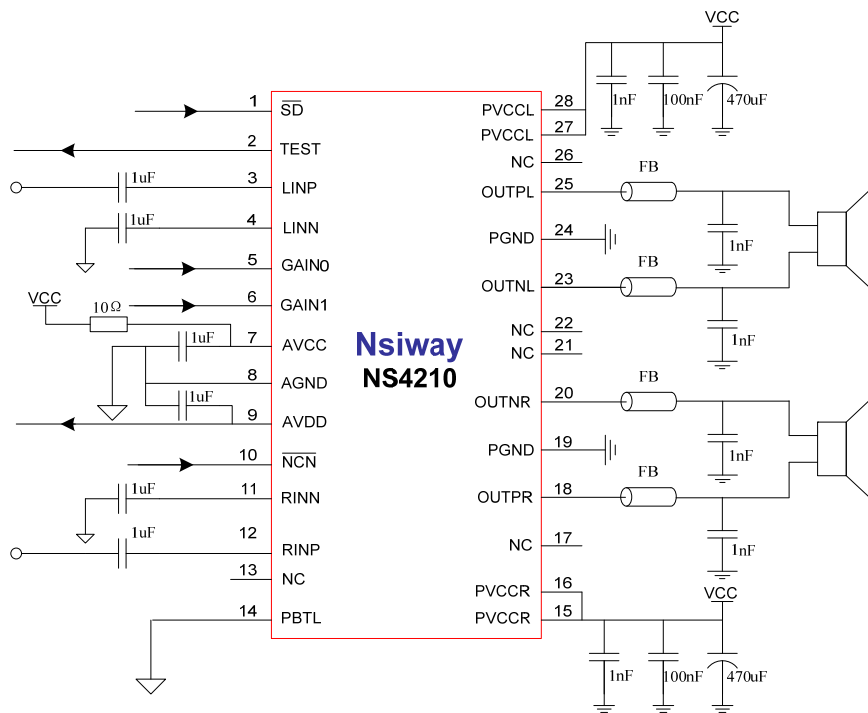 VCC
1nF
100nF
470uF
1
SD
28
PVCCL
27
PVCCL
2
TEST
26
NC
1uF
3
LINP
25
OUTPL
FB
1uF
4
LINN
24
PGND
1nF
5
GAIN0
23
OUTNL
FB
VCC
10Ω
6
GAIN1
22
NC
1nF
1uF
7
AVCC
21
NC
Nsiway
NS4210
8
AGND
1uF
9
AVDD
20
OUTNR
FB
10
NCN
19
PGND
1nF
1uF
11
RINN
18
OUTPR
FB
1uF
12
RINP
17
NC
1nF
13
NC
16
PVCCR
VCC
14
PBTL
15
PVCCR
1nF
100nF
470uF